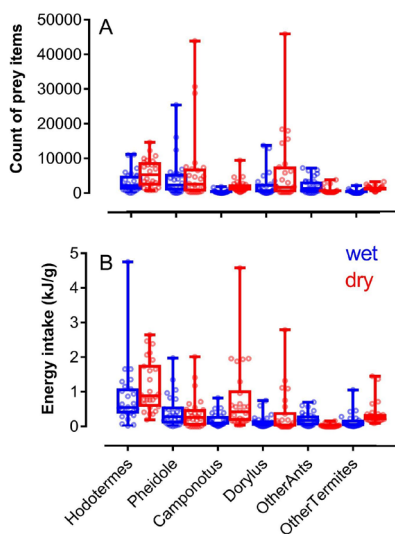 A
Count of prey items
50000
40000
30000
20000
10000
0
B
wet
dry
Energy intake (kJ/g)
5
4
3
2
1
0
Hodotermes
Pheidole
Camponotus
Dorylus
OtherAnts
OtherTermites